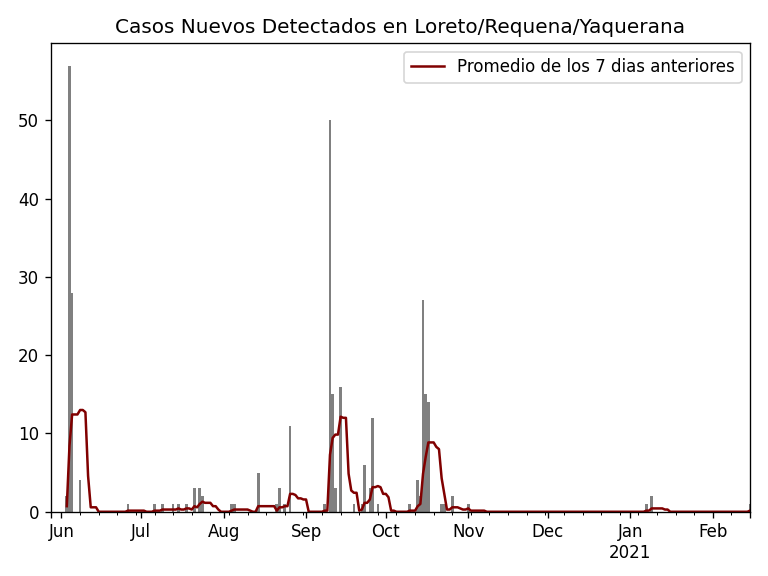 Casos Nuevos Detectados en Loreto/Requena/Yaquerana
Promedio de los 7 dias anteriores
50
40
30
20
10
0
Jun Jul Aug Sep Oct Nov Dec Jan Feb
2021